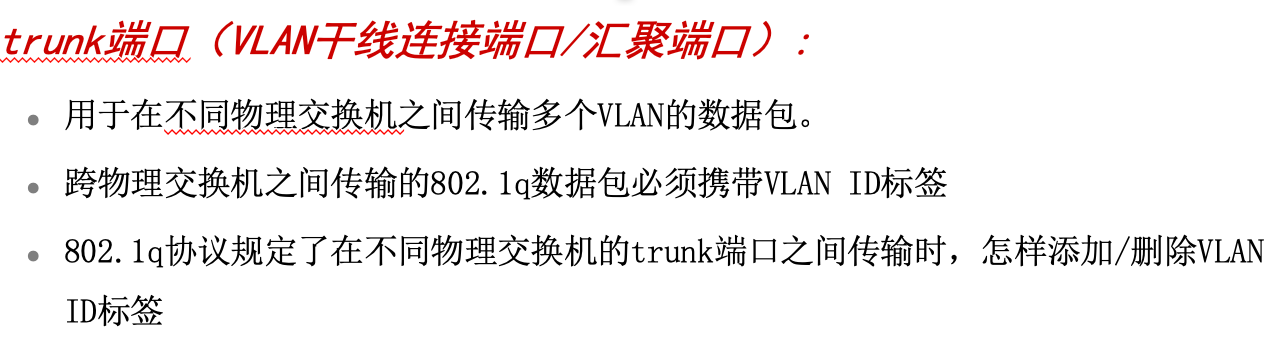 trunk端口（VLAN干线连接端口/汇聚端口）:
• 用于在不同物理交换机之间传输多个VLAN的数据包。
• 跨物理交换机之间传输的802.1q数据包必须携带VLAN ID标签
• 802.1q协议规定了在不同物理交换机的trunk端口之间传输时，怎样添加/删除VLAN
ID标签